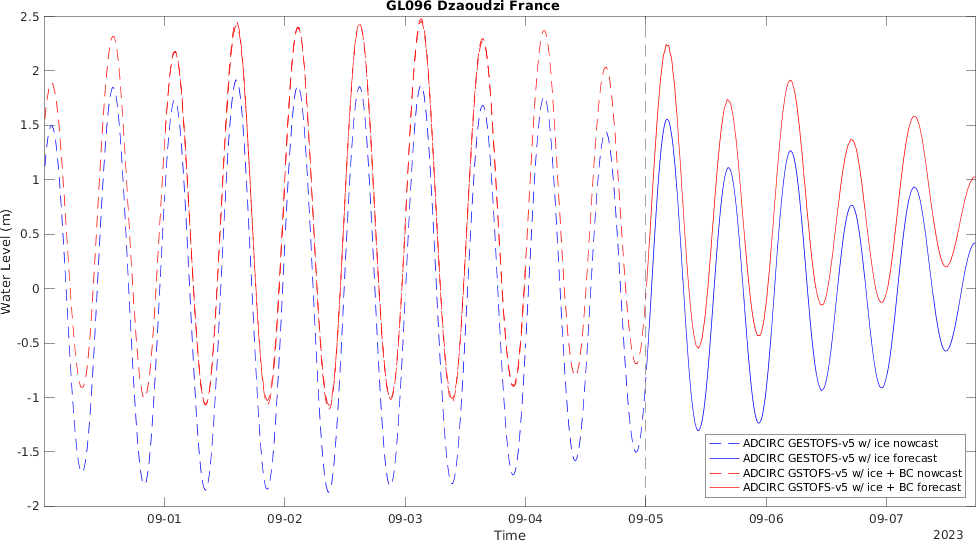 GL096 Dzaoudzi France
2.5
2
1.5
1
0.5
0
-0.5
-1
-1.5
-2
Water Level (m)
ADCIRC GESTOFS-v5 w/ ice nowcast
ADCIRC GESTOFS-v5 w/ ice forecast
ADCIRC GSTOFS-v5 w/ ice + BC nowcast
ADCIRC GSTOFS-v5 w/ ice + BC forecast
09-01 09-02 09-03 09-04 09-05 09-06 09-07
Time
2023